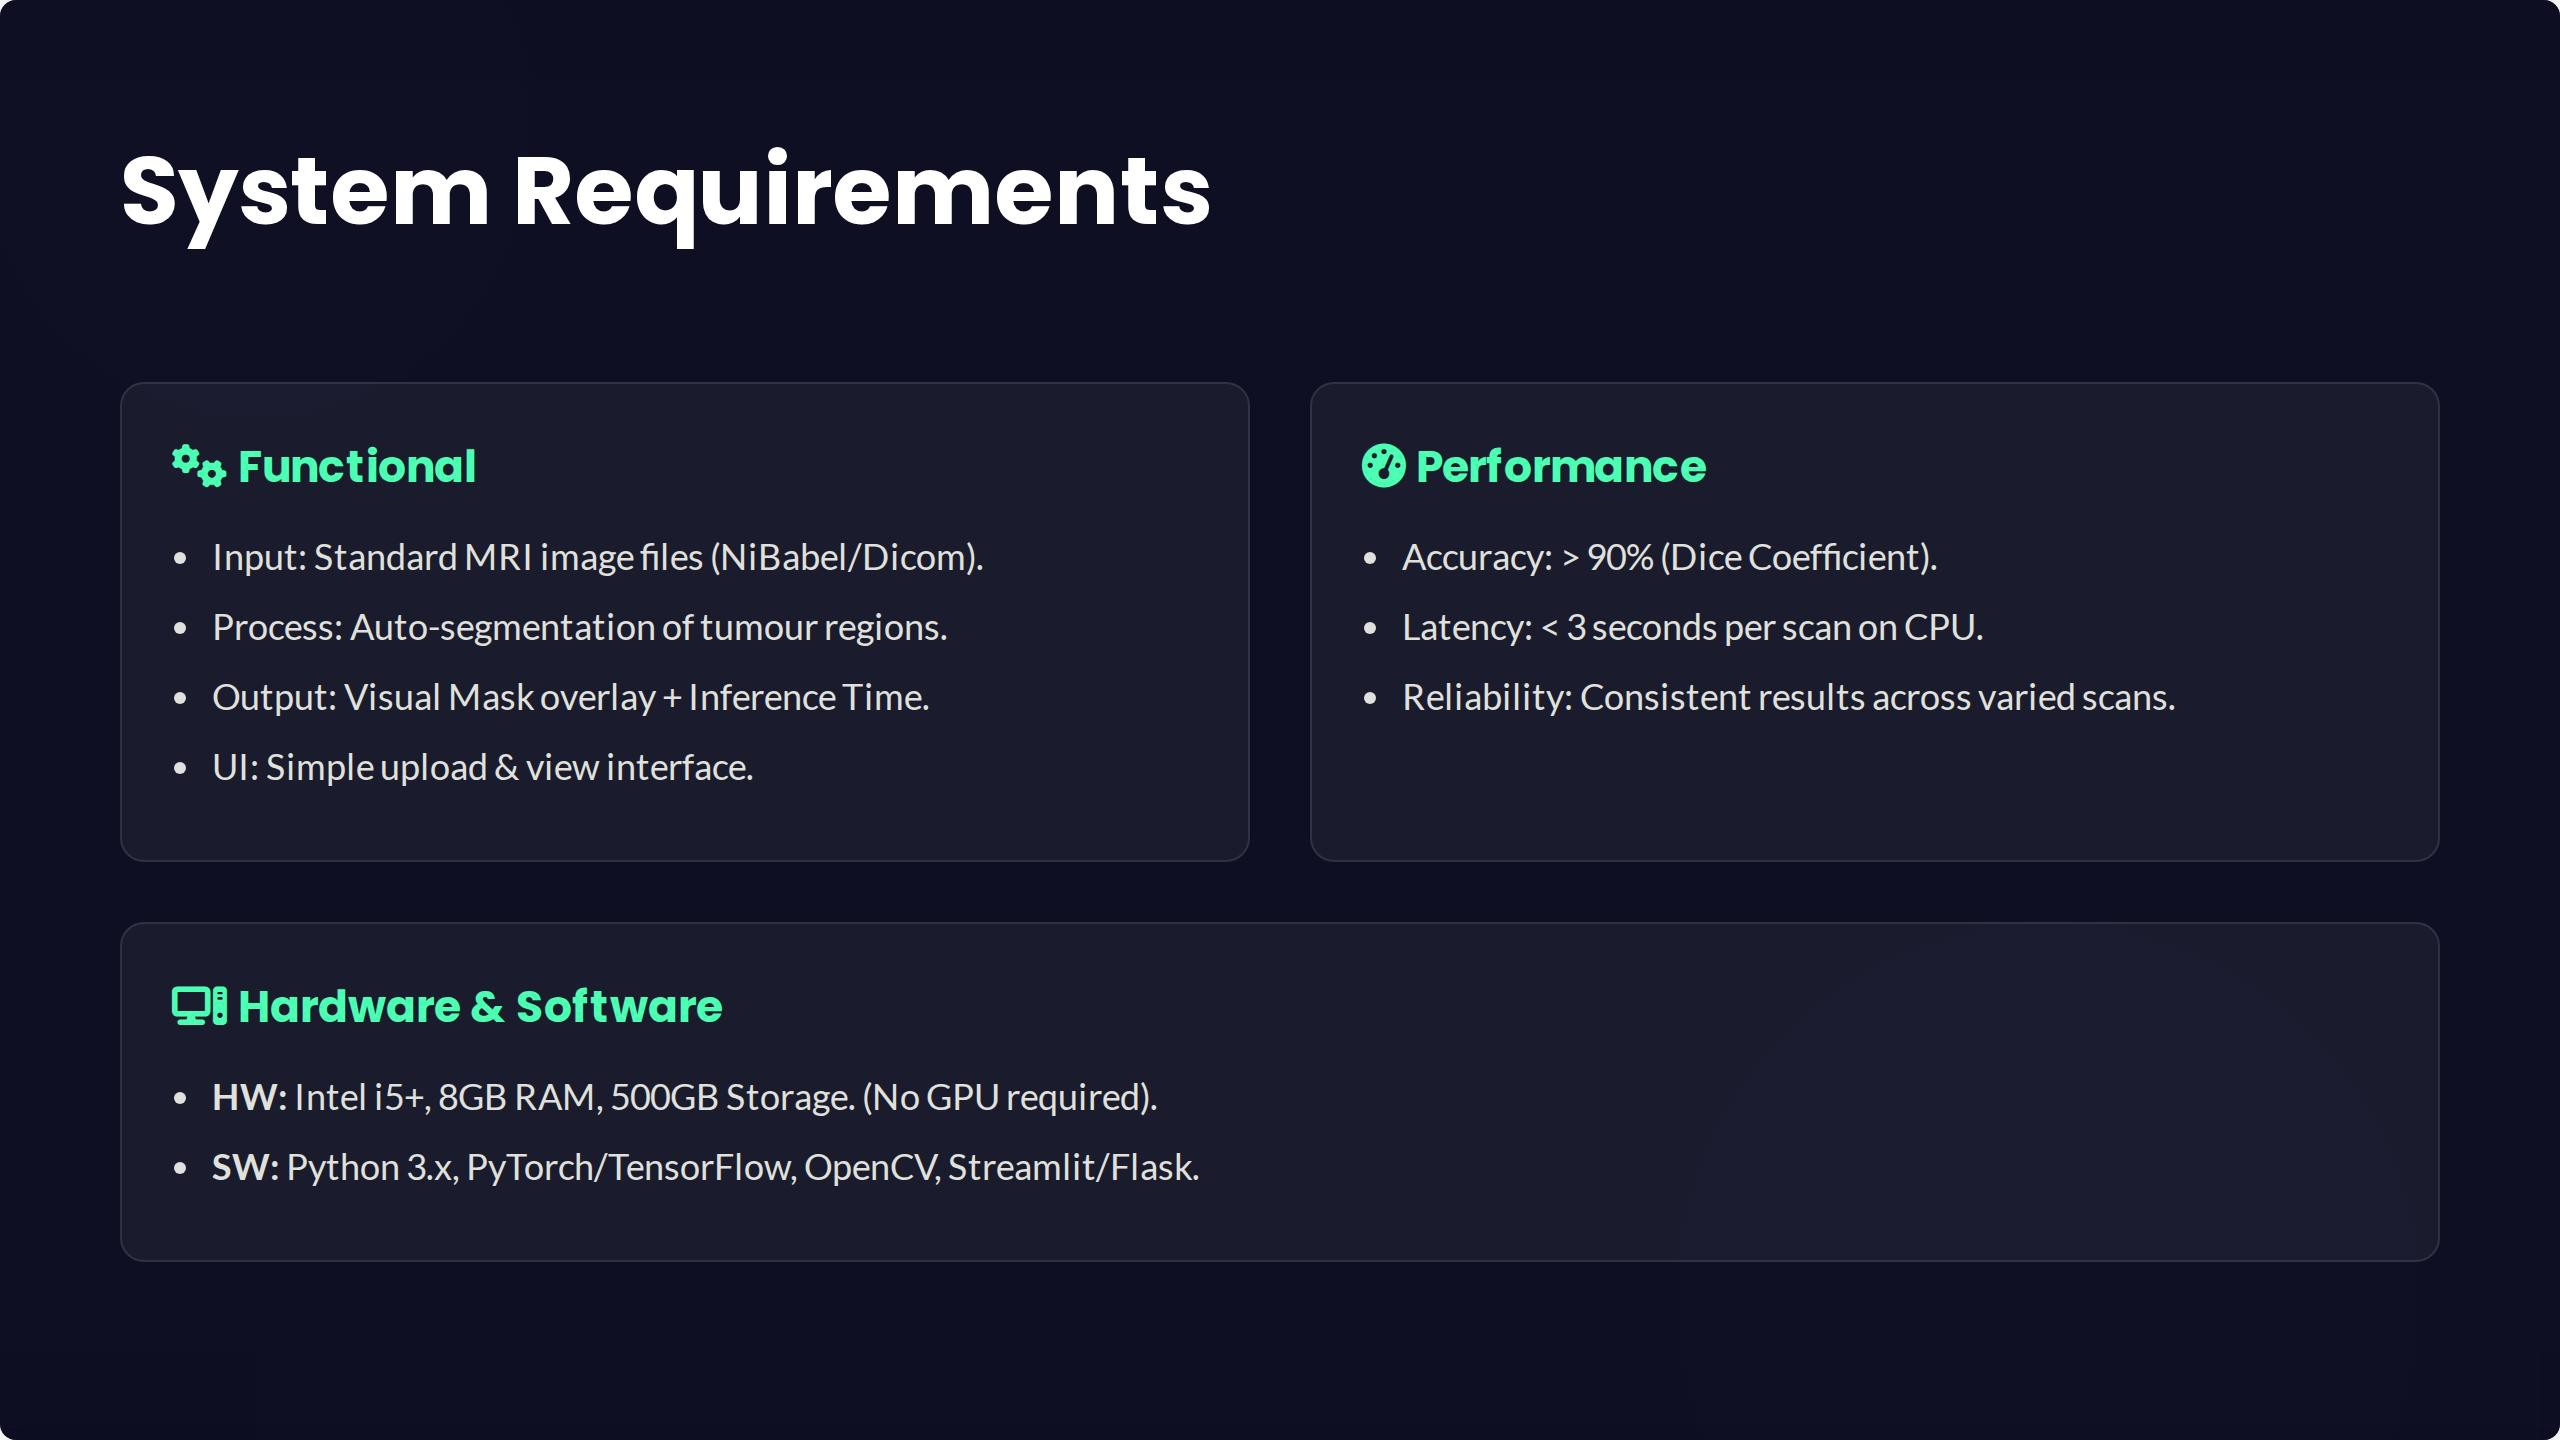 System Requirements
Functional
• Input: Standard MRI image files (NiBabel/Dicom).
• Process: Auto-segmentation of tumour regions.
• Output: Visual Mask overlay + Inference Time.
• UI: Simple upload & view interface.
Performance
• Accuracy: > 90% (Dice Coefficient).
• Latency: < 3 seconds per scan on CPU.
• Reliability: Consistent results across varied scans.
Hardware & Software
• HW: Intel i5+, 8GB RAM, 500GB Storage. (No GPU required).
• SW: Python 3.x, PyTorch/TensorFlow, OpenCV, Streamlit/Flask.